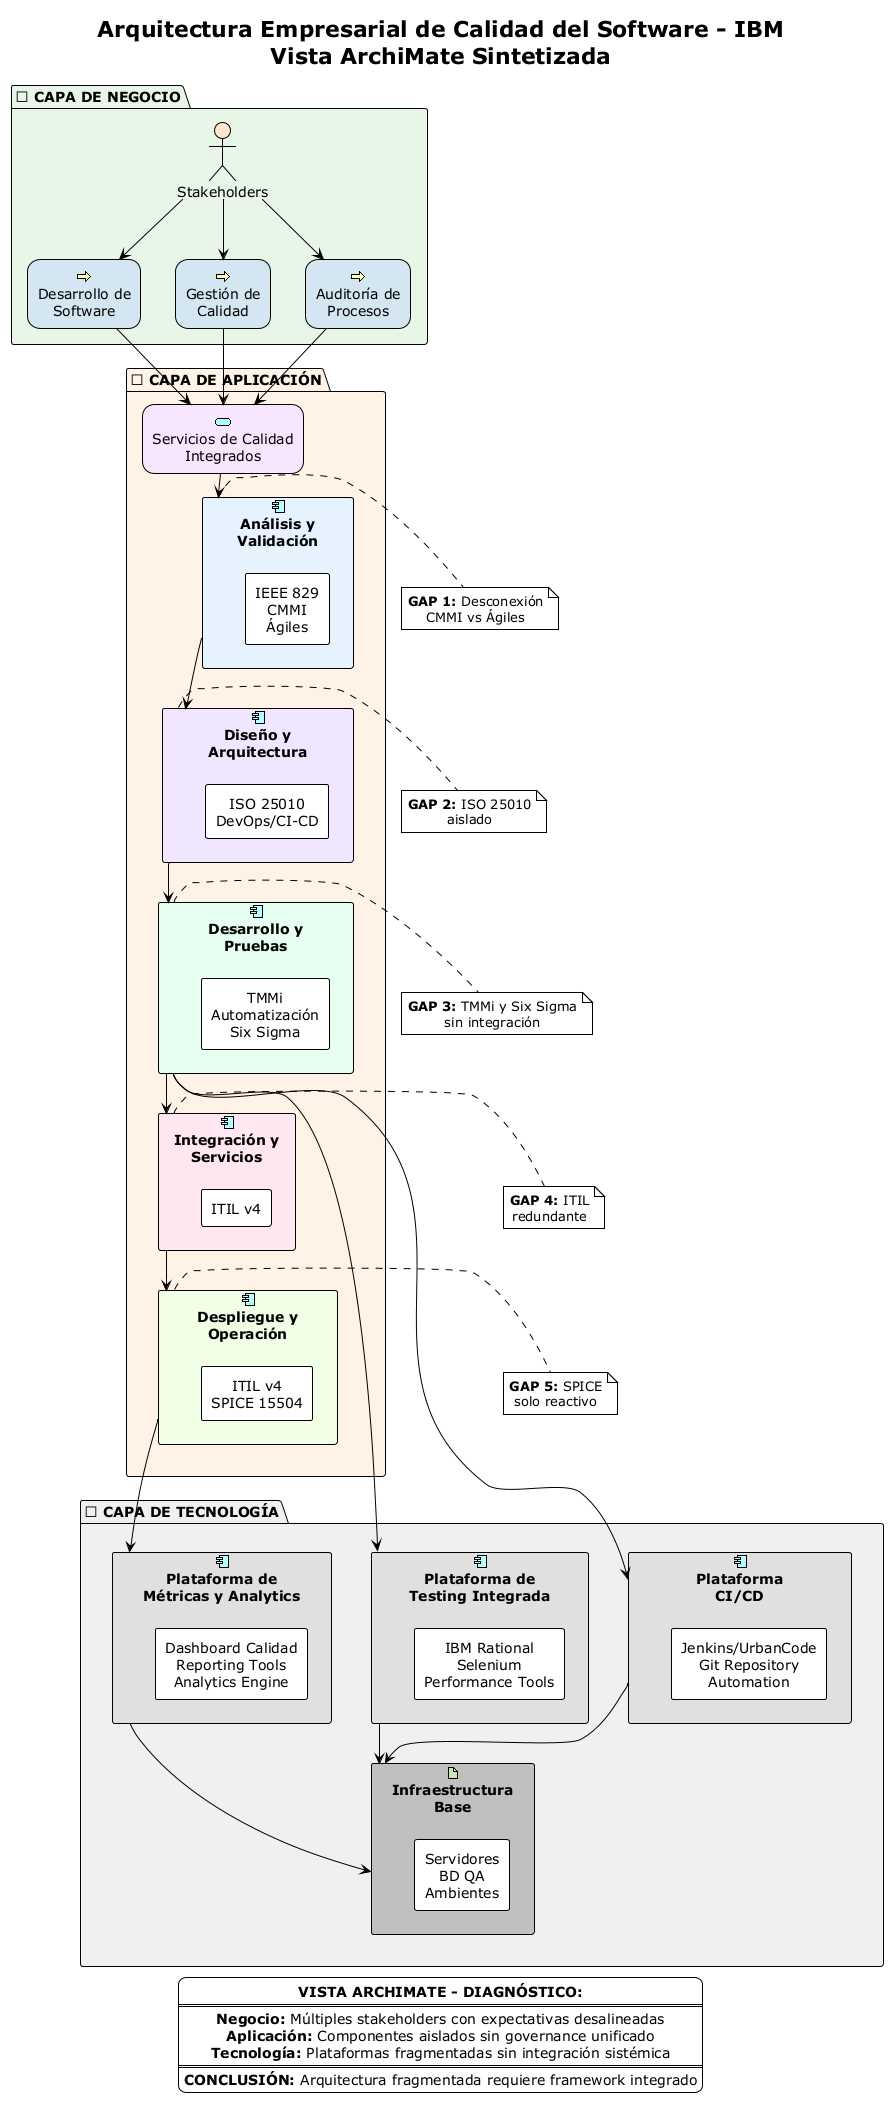 Arquitectura Empresarial de Calidad del Software - IBM
Vista ArchiMate Sintetizada
CAPA DE NEGOCIO
Stakeholders
Desarrollo de
Software
Gestión de
Calidad
Auditoría de
Procesos
CAPA DE APLICACIÓN
Servicios de Calidad
Integrados
Análisis y
Validación
IEEE 829
CMMI
Ágiles
GAP 1: Desconexión
CMMI vs Ágiles
Diseño y
Arquitectura
ISO 25010
DevOps/CI-CD
GAP 2: ISO 25010
aislado
Desarrollo y
Pruebas
TMMi
Automatización
Six Sigma
GAP 3: TMMi y Six Sigma
sin integración
Integración y
Servicios
ITIL v4
GAP 4: ITIL
redundante
Despliegue y
Operación
ITIL v4
SPICE 15504
GAP 5: SPICE
solo reactivo
CAPA DE TECNOLOGÍA
Plataforma de
Métricas y Analytics
Dashboard Calidad
Reporting Tools
Analytics Engine
Plataforma de
Testing Integrada
IBM Rational
Selenium
Performance Tools
Plataforma
CI/CD
Jenkins/UrbanCode
Git Repository
Automation
Infraestructura
Base
Servidores
BD QA
Ambientes
VISTA ARCHIMATE - DIAGNÓSTICO:
Negocio: Múltiples stakeholders con expectativas desalineadas
Aplicación: Componentes aislados sin governance unificado
Tecnología: Plataformas fragmentadas sin integración sistémica
CONCLUSIÓN: Arquitectura fragmentada requiere framework integrado